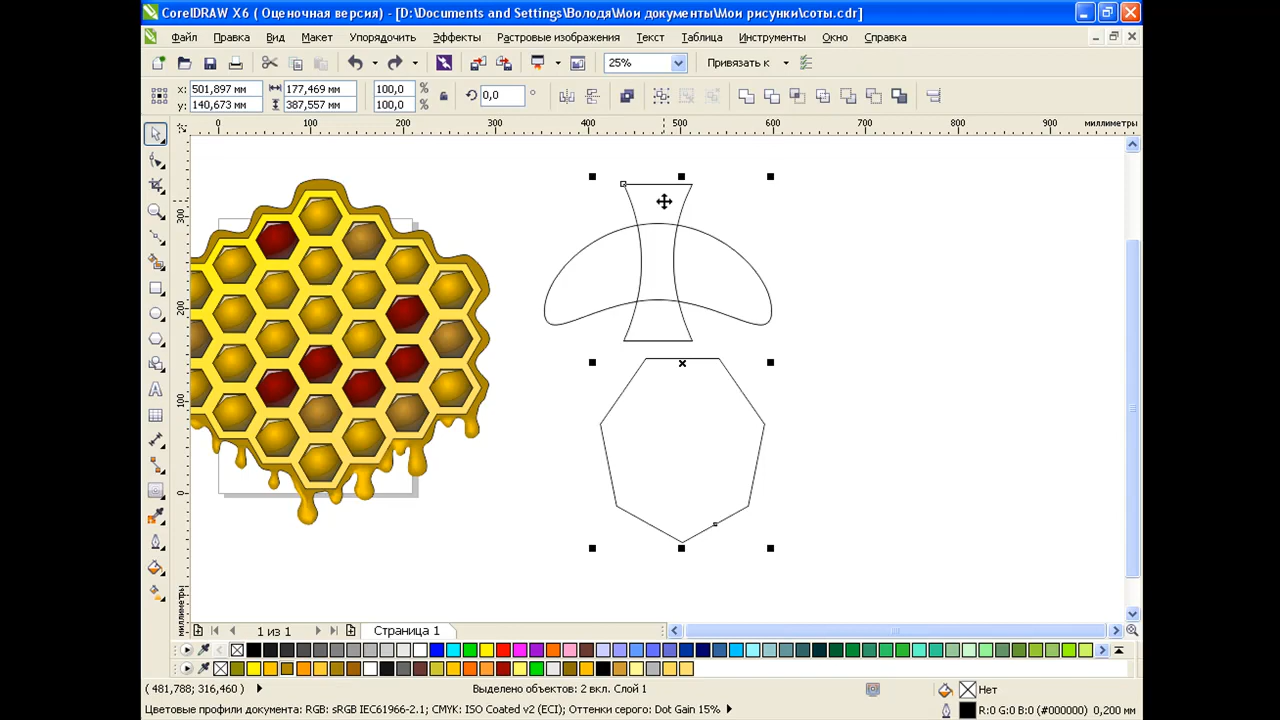 CorelDRAW X6 ( Оценочная версия) - [D:\Documents and Settings\Володя\Мои документы\Мои рисунки\соты.cdr]
Файл Правка Вид Макет Упорядочить Эффекты Растровые изображения Текст Таблица Инструменты Окно Справка
25% Привязать к
x: 501,897 мм 177,469 мм 100,0 % 0,0 °
y: 140,673 мм 387,557 мм 100,0 %
0 100 200 300 400 500 600 700 800 900 миллиметры
300
200
100
0
миллиметры
1 из 1 Страница 1
( 481,788; 316,460 ) Выделено объектов: 2 вкл. Слой 1 Нет
Цветовые профили документа: RGB: sRGB IEC61966-2.1; CMYK: ISO Coated v2 (ECI); Оттенки серого: Dot Gain 15% R:0 G:0 B:0 (#000000) 0,200 мм